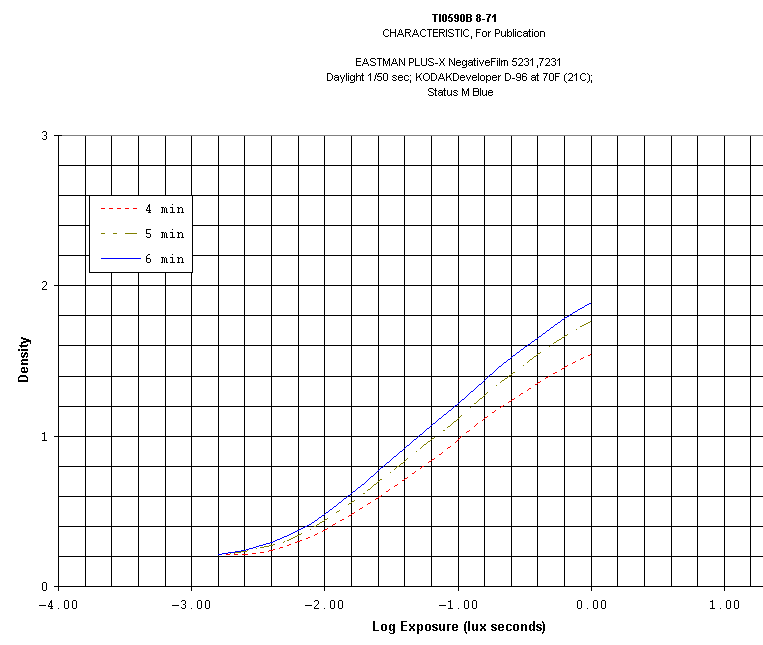 TI0590B 8-71
CHARACTERISTIC, For Publication
EASTMAN PLUS-X NegativeFilm 5231,7231
Daylight 1/50 sec; KODAKDeveloper D-96 at 70F (21C);
Status M Blue
3
4 min
5 min
6 min
2
Density
1
0
-4.00 -3.00 -2.00 -1.00 0.00 1.00
Log Exposure (lux seconds)